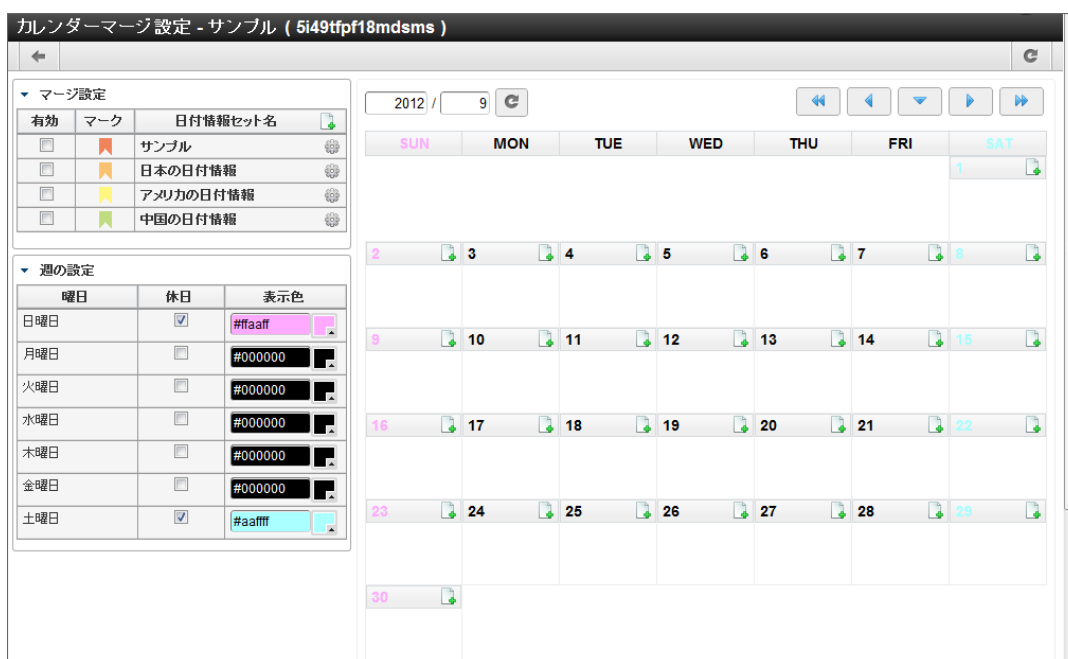 カレンダーマージ設定 - サンプル ( 5i49tfpf18mdsms )
マージ設定
有効 マーク 日付情報セット名
サンプル
日本の日付情報
アメリカの日付情報
中国の日付情報
週の設定
曜日 休日 表示色
日曜日 #ffaaff
月曜日 #000000
火曜日 #000000
水曜日 #000000
木曜日 #000000
金曜日 #000000
土曜日 #aaffff
2012 / 9
SUN MON TUE WED THU FRI SAT
1
2 3 4 5 6 7 8
9 10 11 12 13 14 15
16 17 18 19 20 21 22
23 24 25 26 27 28 29
30